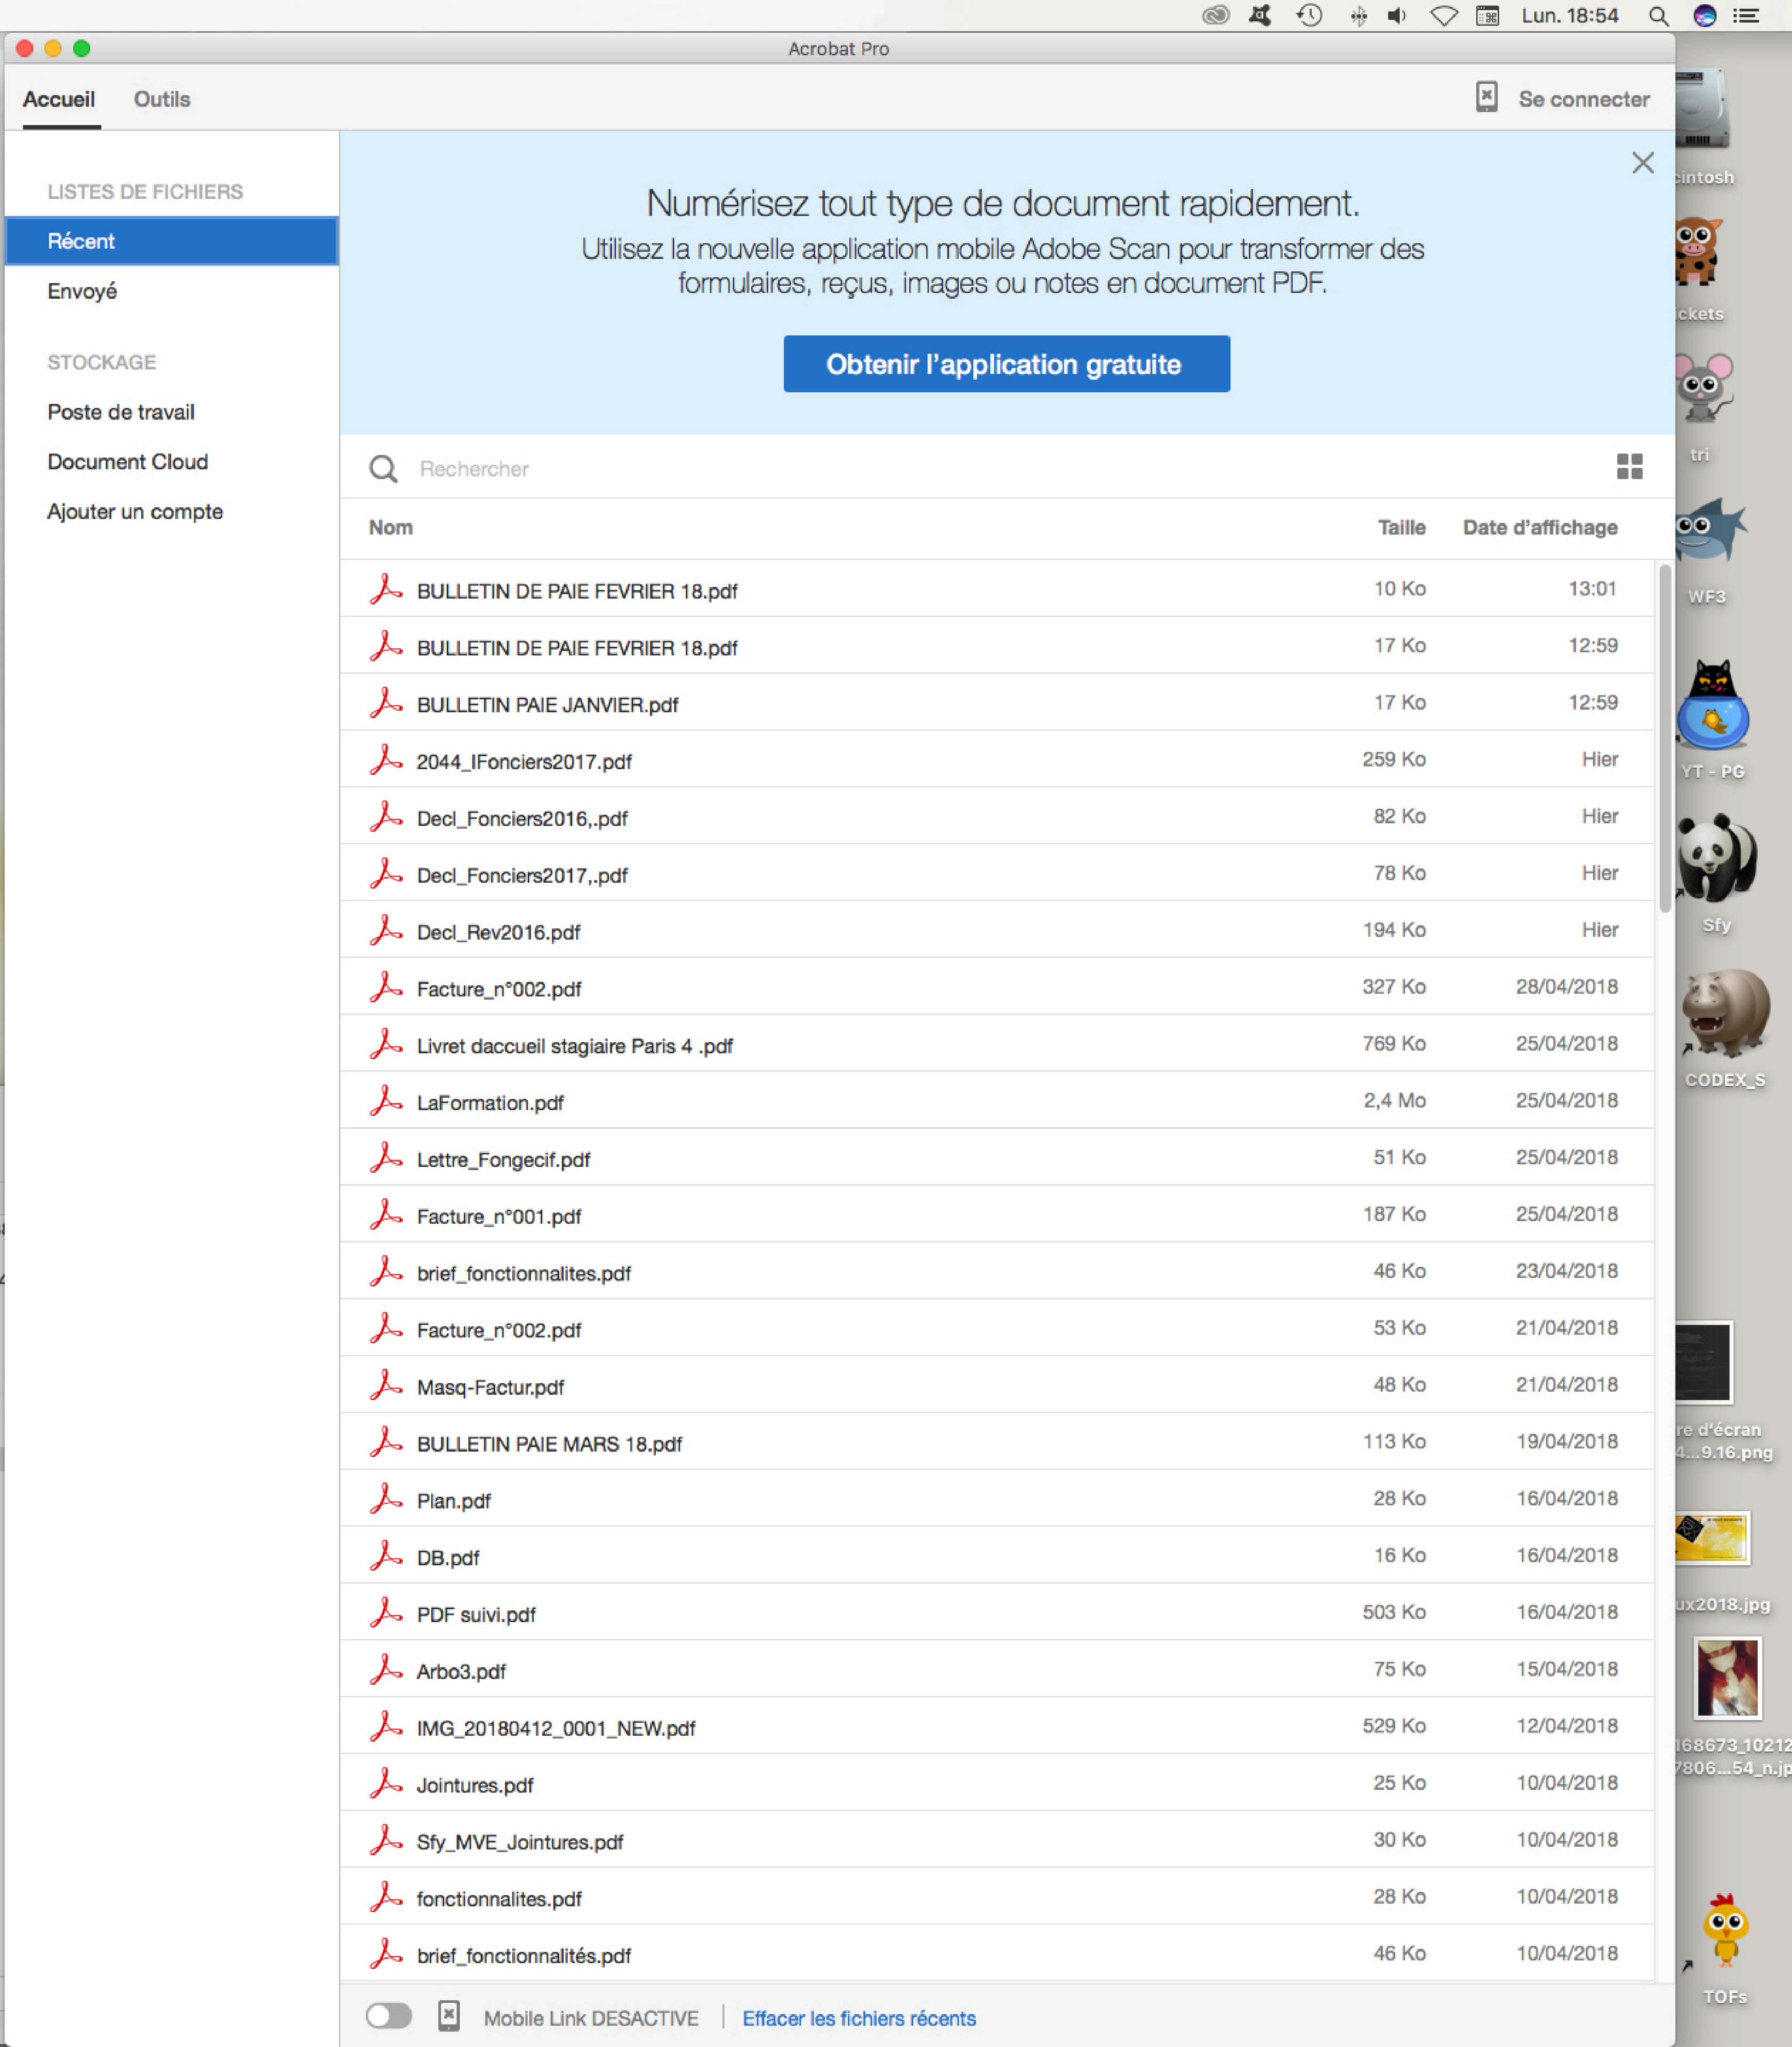 Lun. 18:54
Acrobat Pro
Accueil Outils Se connecter
LISTES DE FICHIERS
Récent
Envoyé
STOCKAGE
Poste de travail
Document Cloud
Ajouter un compte
Numérisez tout type de document rapidement.
Utilisez la nouvelle application mobile Adobe Scan pour transformer des
formulaires, reçus, images ou notes en document PDF.
Obtenir l’application gratuite
Rechercher
Nom Taille Date d’affichage
BULLETIN DE PAIE FEVRIER 18.pdf 10 Ko 13:01
BULLETIN DE PAIE FEVRIER 18.pdf 17 Ko 12:59
BULLETIN PAIE JANVIER.pdf 17 Ko 12:59
2044_IFonciers2017.pdf 259 Ko Hier
Decl_Fonciers2016,.pdf 82 Ko Hier
Decl_Fonciers2017,.pdf 78 Ko Hier
Decl_Rev2016.pdf 194 Ko Hier
Facture_n°002.pdf 327 Ko 28/04/2018
Livret daccueil stagiaire Paris 4 .pdf 769 Ko 25/04/2018
LaFormation.pdf 2,4 Mo 25/04/2018
Lettre_Fongecif.pdf 51 Ko 25/04/2018
Facture_n°001.pdf 187 Ko 25/04/2018
brief_fonctionnalites.pdf 46 Ko 23/04/2018
Facture_n°002.pdf 53 Ko 21/04/2018
Masq-Factur.pdf 48 Ko 21/04/2018
BULLETIN PAIE MARS 18.pdf 113 Ko 19/04/2018
Plan.pdf 28 Ko 16/04/2018
DB.pdf 16 Ko 16/04/2018
PDF suivi.pdf 503 Ko 16/04/2018
Arbo3.pdf 75 Ko 15/04/2018
IMG_20180412_0001_NEW.pdf 529 Ko 12/04/2018
Jointures.pdf 25 Ko 10/04/2018
Sfy_MVE_Jointures.pdf 30 Ko 10/04/2018
fonctionnalites.pdf 28 Ko 10/04/2018
brief_fonctionnalités.pdf 46 Ko 10/04/2018
Mobile Link DESACTIVE Effacer les fichiers récents
cintosh
ckets
tri
WF3
YT - PG
Sfy
CODEX_S
re d'écran
4...9.16.png
ux2018.jpg
168673_10212
7806...54_n.jp
TOFs